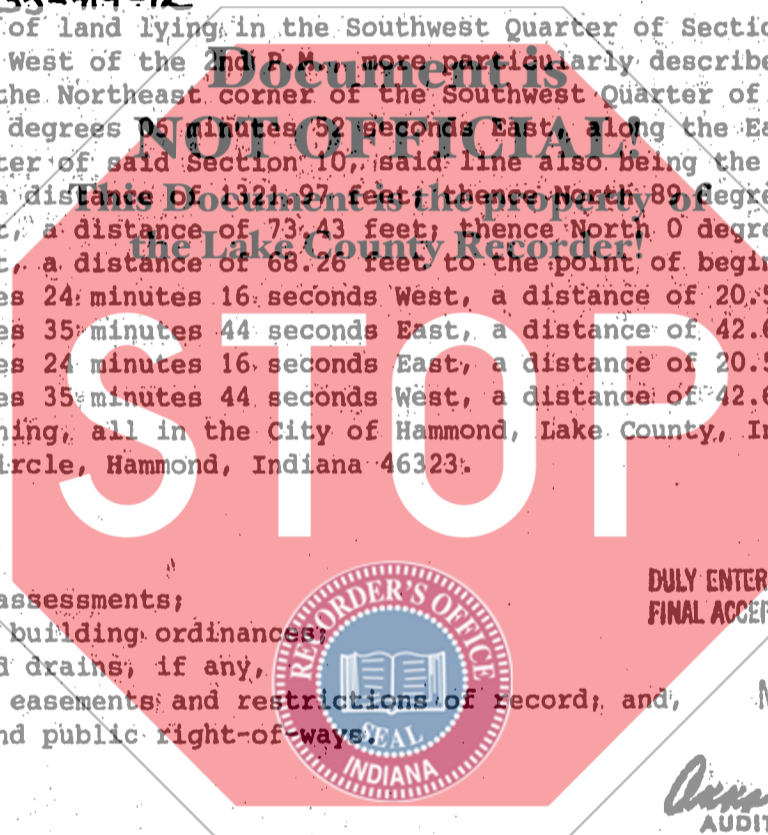 of land lying in the Southwest Quarter of Sectio
West of the 2nd P.M., more particularly describe
the Northeast corner of the Southwest Quarter of
degrees 05 minutes 52 seconds East, along the Ea
ter of said Section 10, said line also being the
a distance of 1321.97 feet; thence North 89 degre
t, a distance of 73.43 feet; thence North 0 degre
t, a distance of 68.26 feet to the point of begin
es 24 minutes 16 seconds West, a distance of 20.5
es 35 minutes 44 seconds East, a distance of 42.6
es 24 minutes 16 seconds East, a distance of 20.5
es 35 minutes 44 seconds West, a distance of 42.6
ning, all in the City of Hammond, Lake County, In
ircle, Hammond, Indiana 46323.
Document is
NOT OFFICIAL!
This Document is the property of
the Lake County Recorder!
STOP
assessments;
building ordinances;
d drains, if any,
easements and restrictions of record; and,
nd public right-of-ways.
DULY ENTER
FINAL ACCEP
RECORDER'S OFFICE
SEAL
INDIANA
AUDIT